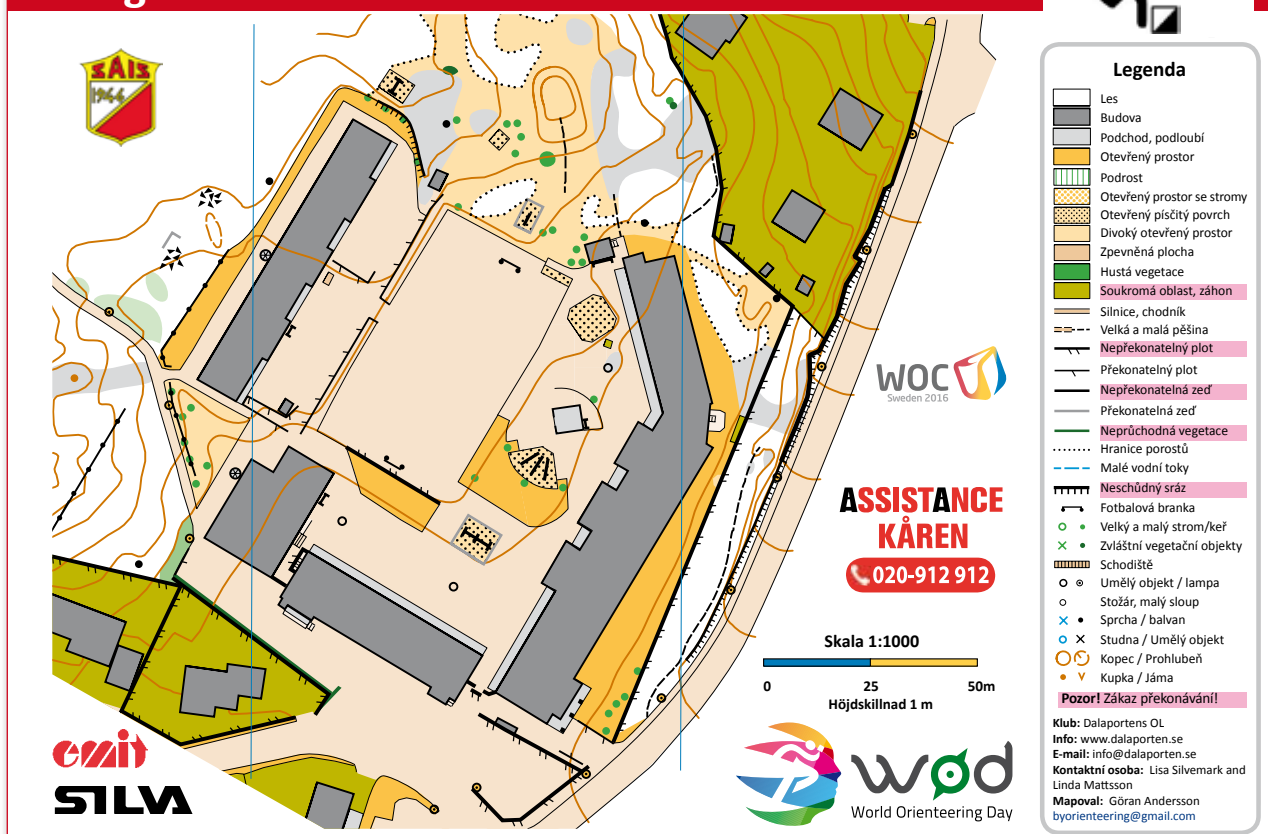 SAIS
1944
WOC
Sweden 2016
ASSISTANCE
KÅREN
020-912 912
Skala 1:1000
0 25 50m
Höjdskillnad 1 m
emit
SILVA
wod
World Orienteering Day
Legenda
Les
Budova
Podchod, podloubí
Otevřený prostor
Podrost
Otevřený prostor se stromy
Otevřený písčitý povrch
Divoký otevřený prostor
Zpevněná plocha
Hustá vegetace
Soukromá oblast, záhon
Silnice, chodník
Velká a malá pěšina
Nepřekonatelný plot
Překonatelný plot
Nepřekonatelná zeď
Překonatelná zeď
Neprůchodná vegetace
Hranice porostů
Malé vodní toky
Neschůdný sráz
Fotbalová branka
Velký a malý strom/keř
Zvláštní vegetační objekty
Schodiště
Umělý objekt / lampa
Stožár, malý sloup
Sprcha / balvan
Studna / Umělý objekt
Kopec / Prohlubeň
Kupka / Jáma
Pozor! Zákaz překonávání!
Klub: Dalaportens OL
Info: www.dalaporten.se
E-mail: info@dalaporten.se
Kontaktní osoba: Lisa Silvemark and
Linda Mattsson
Mapoval: Göran Andersson
byorienteering@gmail.com